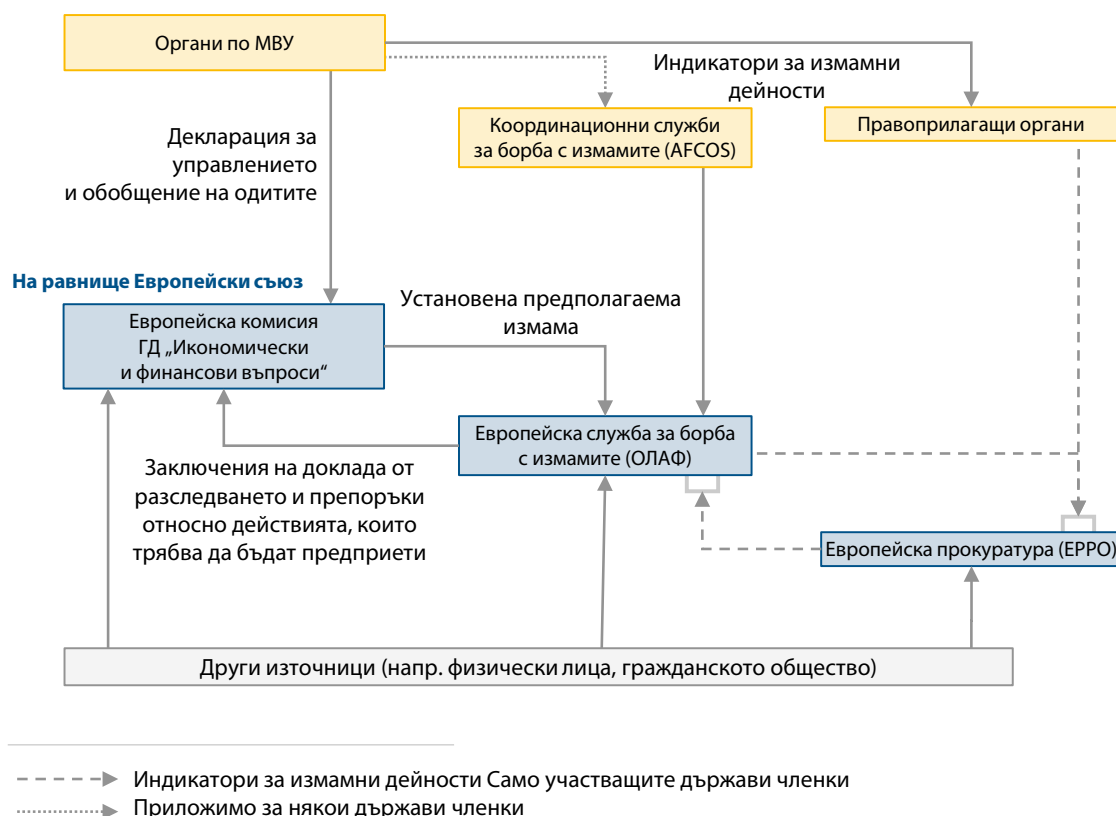 Органи по МВУ
Индикатори за измамни
дейности
Координационни служби
за борба с измамите (AFCOS)
Правоприлагащи органи
Декларация за
управлението
и обобщение на одитите
На равнище Европейски съюз
Европейска комисия
ГД „Икономически
и финансови въпроси“
Установена предполагаема
измама
Европейска служба за борба
с измамите (ОЛАФ)
Заключения на доклада от
разследването и препоръки
относно действията, които
трябва да бъдат предприети
Европейска прокуратура (EPPO)
Други източници (напр. физически лица, гражданското общество)
Индикатори за измамни дейности Само участващите държави членки
Приложимо за някои държави членки